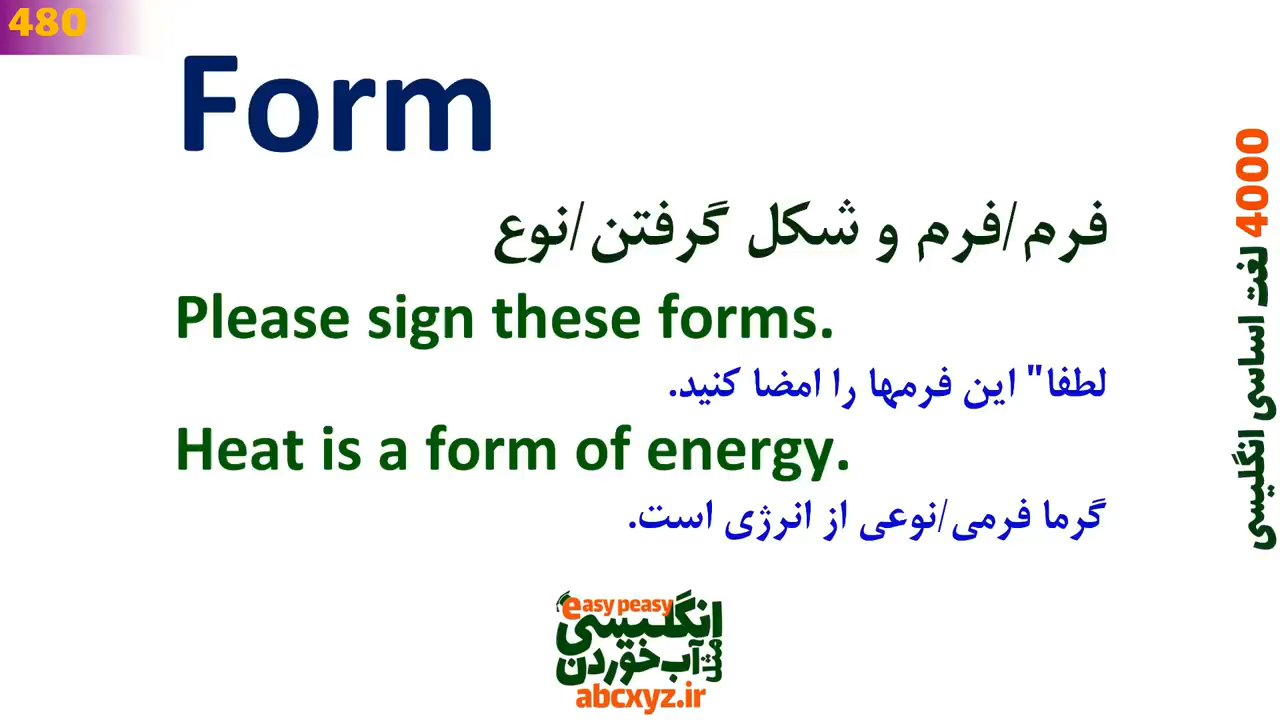 480
Form
فرم/فرم و شکل گرفتن/نوع
Please sign these forms.
لطفا" این فرمها را امضا کنید.
Heat is a form of energy.
گرما فرمی/نوعی از انرژی است.
4000 لغت اساسی انگلیسی
easy peasy
انگلیسی
مثل آب خوردن
abcxyz.ir